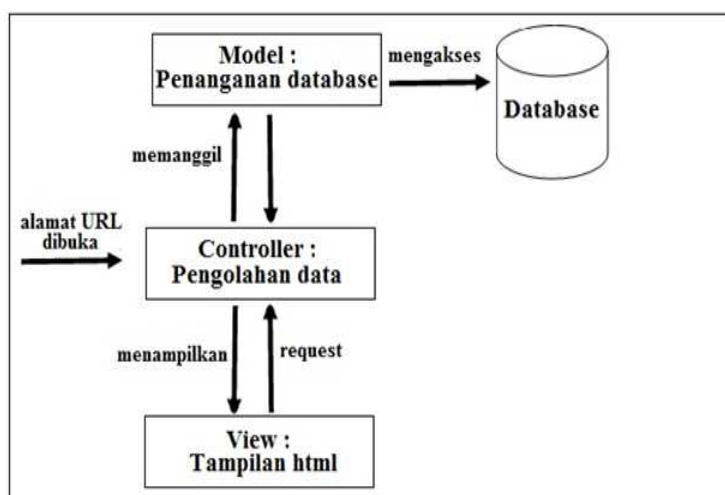 Model :
Penanganan database
mengakses
Database
memanggil
alamat URL
dibuka
Controller :
Pengolahan data
menampilkan
request
View :
Tampilan html